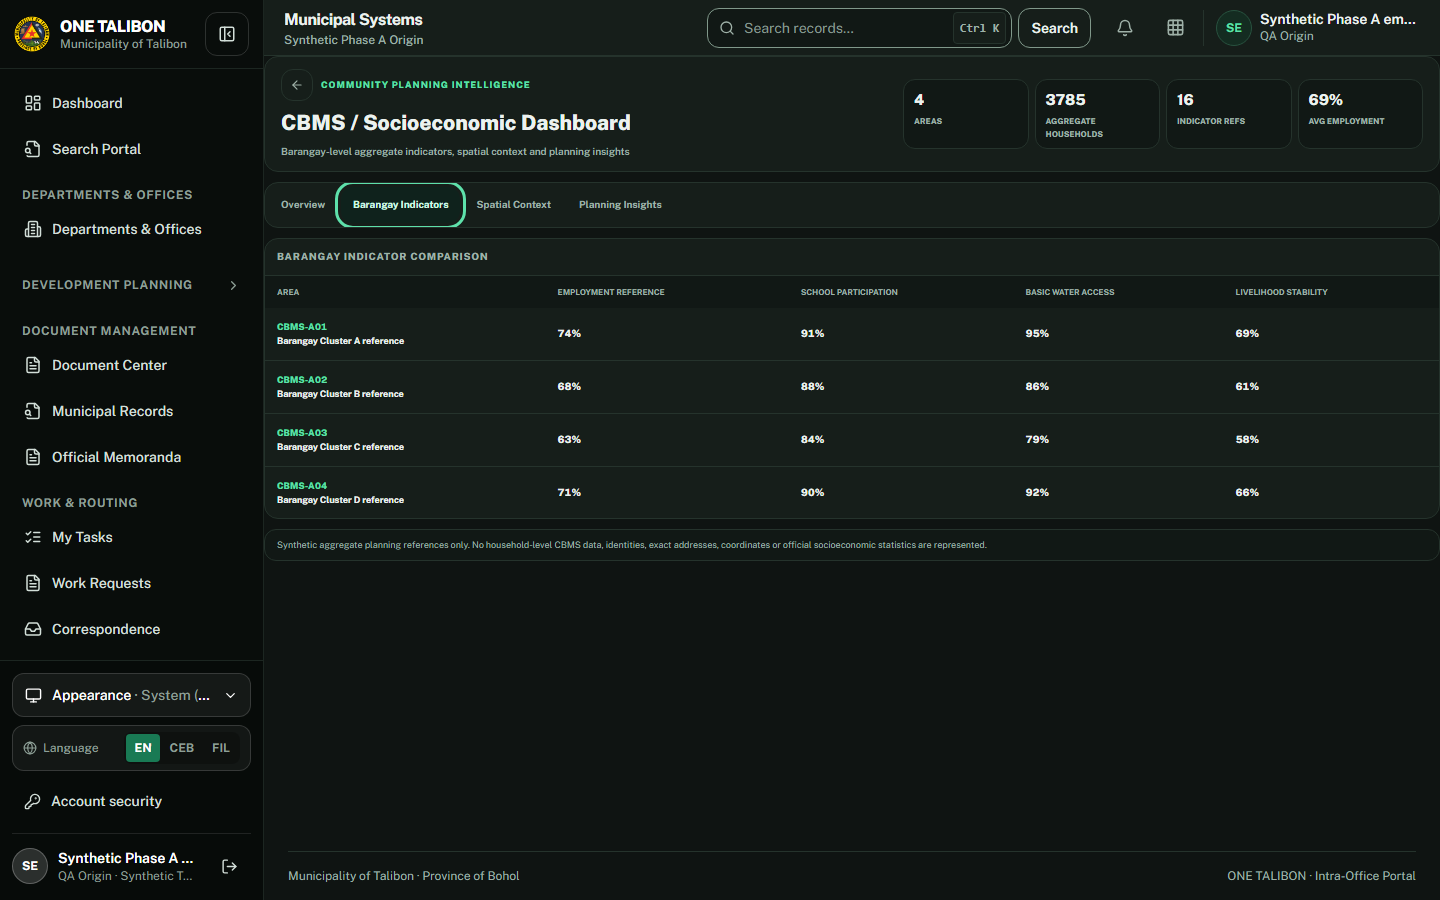 ONE TALIBON
Municipality of Talibon
Dashboard
Search Portal
DEPARTMENTS & OFFICES
Departments & Offices
DEVELOPMENT PLANNING
DOCUMENT MANAGEMENT
Document Center
Municipal Records
Official Memoranda
WORK & ROUTING
My Tasks
Work Requests
Correspondence
Appearance · System (...
Language EN CEB FIL
Account security
SE Synthetic Phase A ...
QA Origin · Synthetic T...
Municipal Systems
Synthetic Phase A Origin
Search records... Ctrl K Search
SE Synthetic Phase A em...
QA Origin
COMMUNITY PLANNING INTELLIGENCE
CBMS / Socioeconomic Dashboard
Barangay-level aggregate indicators, spatial context and planning insights
4
AREAS
3785
AGGREGATE
HOUSEHOLDS
16
INDICATOR REFS
69%
AVG EMPLOYMENT
Overview Barangay Indicators Spatial Context Planning Insights
BARANGAY INDICATOR COMPARISON
AREA EMPLOYMENT REFERENCE SCHOOL PARTICIPATION BASIC WATER ACCESS LIVELIHOOD STABILITY
CBMS-A01
Barangay Cluster A reference
74% 91% 95% 69%
CBMS-A02
Barangay Cluster B reference
68% 88% 86% 61%
CBMS-A03
Barangay Cluster C reference
63% 84% 79% 58%
CBMS-A04
Barangay Cluster D reference
71% 90% 92% 66%
Synthetic aggregate planning references only. No household-level CBMS data, identities, exact addresses, coordinates or official socioeconomic statistics are represented.
Municipality of Talibon · Province of Bohol
ONE TALIBON · Intra-Office Portal